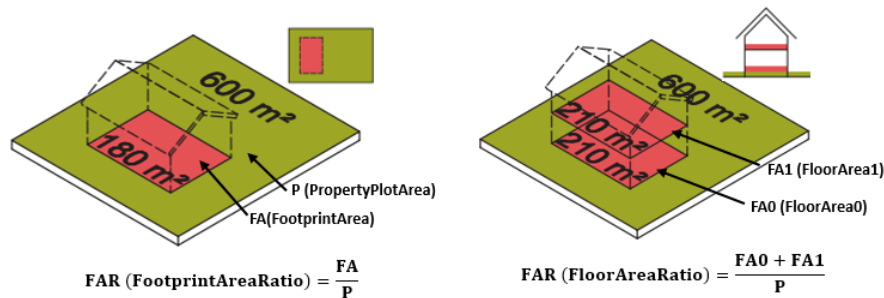 600 m²
180 m²
P (PropertyPlotArea)
FA(FootprintArea)
FAR (FootprintAreaRatio) = FA / P
600 m²
210 m²
210 m²
FA1 (FloorArea1)
FA0 (FloorArea0)
FAR (FloorAreaRatio) = FA0 + FA1 / P